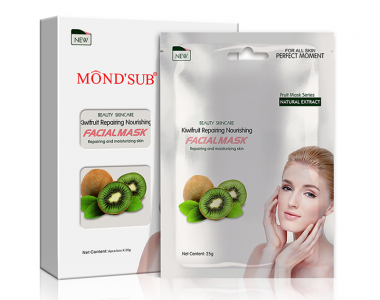 NEW
MOND'SUB®
BEAUTY SKINCARE
Kiwifruit Repairing Nourishing
FACIALMASK
Repairing and moisturizing skin
NEW
FOR ALL SKIN
PERFECT MOMENT
Fruit Mask Series
NATURAL EXTRACT
BEAUTY SKINCARE
Kiwifruit Repairing Nourishing
FACIALMASK
Repairing and moisturizing skin
Net Content: 25g